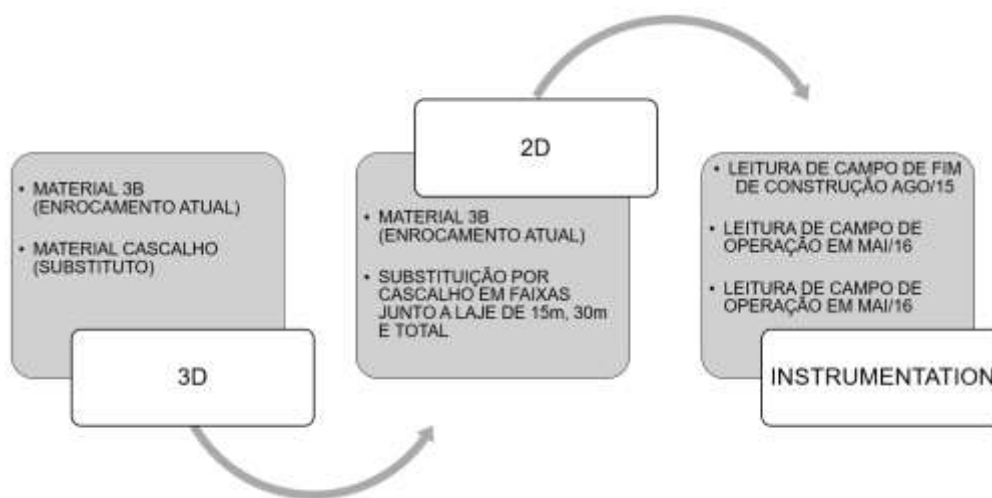 • MATERIAL 3B
(ENROCAMENTO ATUAL)
• MATERIAL CASCALHO
(SUBSTITUTO)
3D
2D
• MATERIAL 3B
(ENROCAMENTO ATUAL)
• SUBSTITUIÇÃO POR
CASCALHO EM FAIXAS
JUNTO A LAJE DE 15m, 30m
E TOTAL
• LEITURA DE CAMPO DE FIM
DE CONSTRUÇÃO AGO/15
• LEITURA DE CAMPO DE
OPERAÇÃO EM MAI/16
• LEITURA DE CAMPO DE
OPERAÇÃO EM MAI/16
INSTRUMENTATION